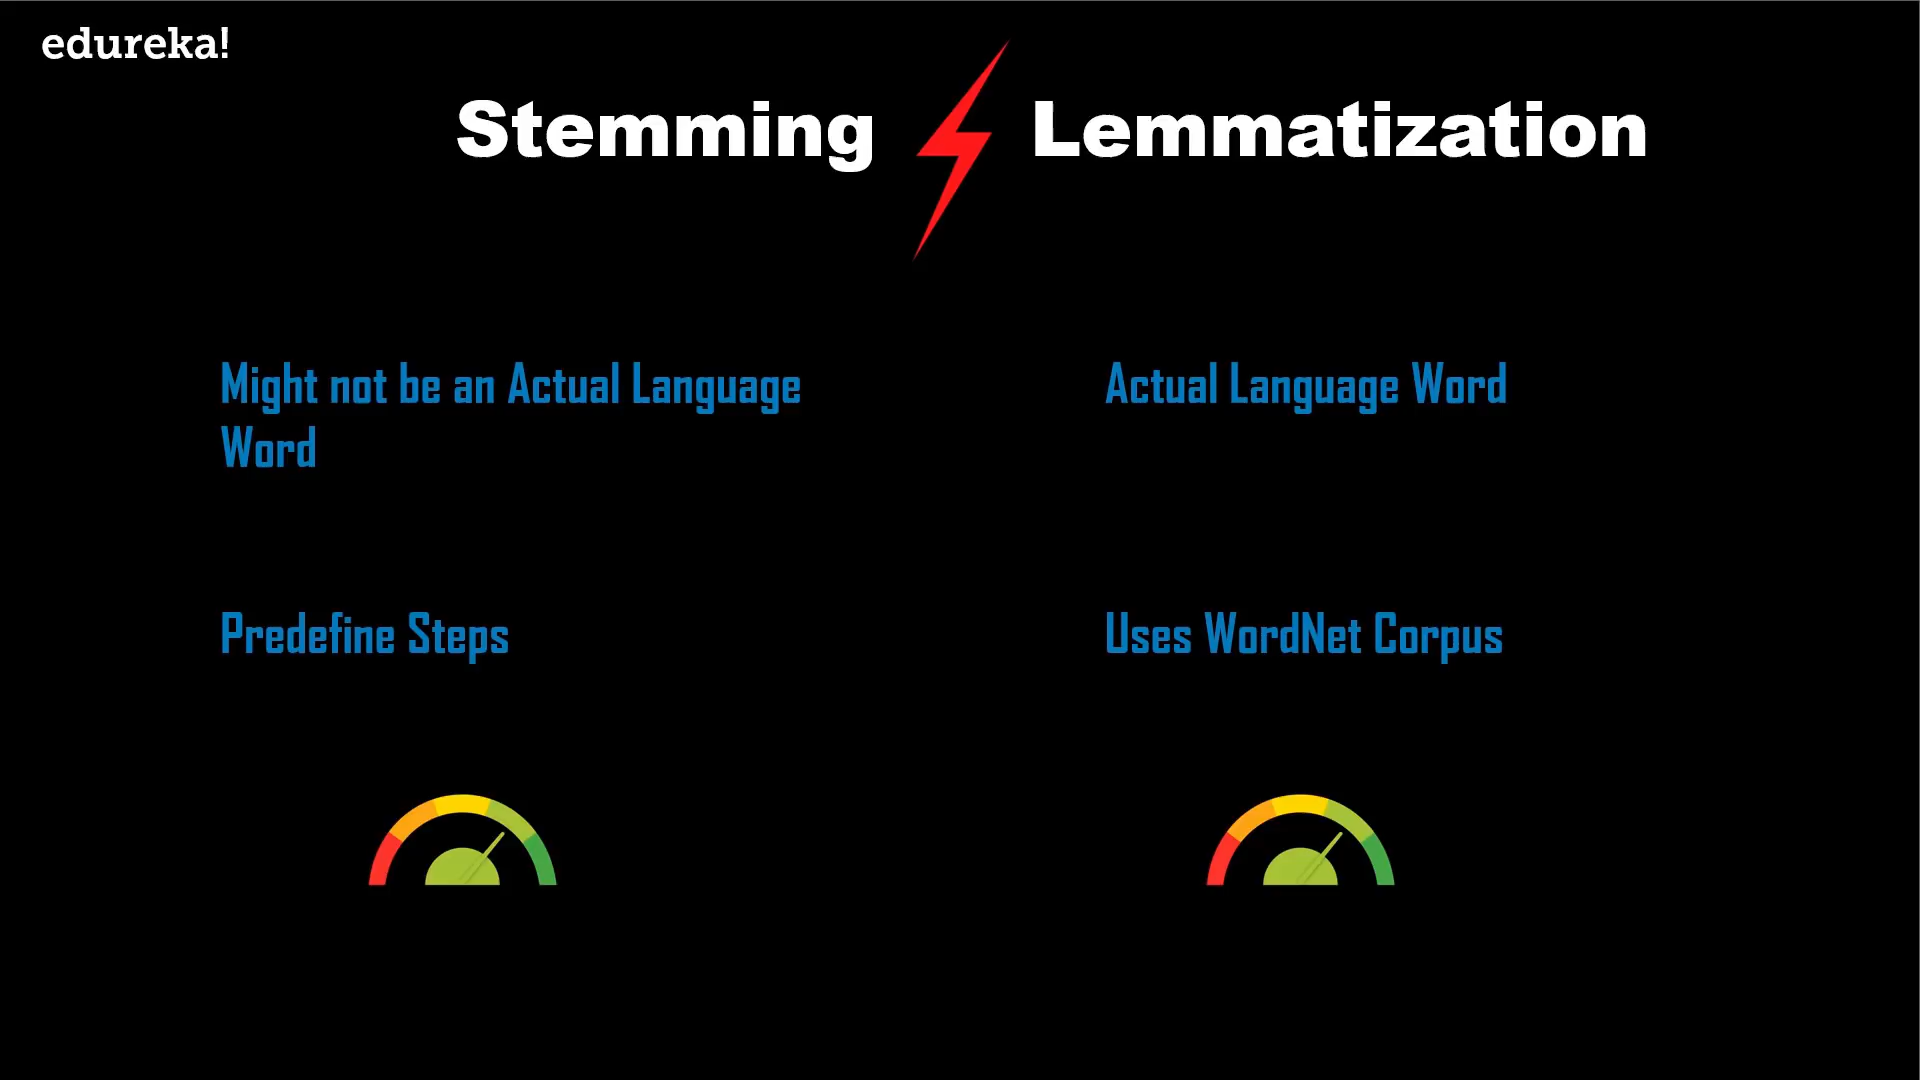 edureka!
Stemming Lemmatization
Might not be an Actual Language
Word
Actual Language Word
Predefine Steps
Uses WordNet Corpus